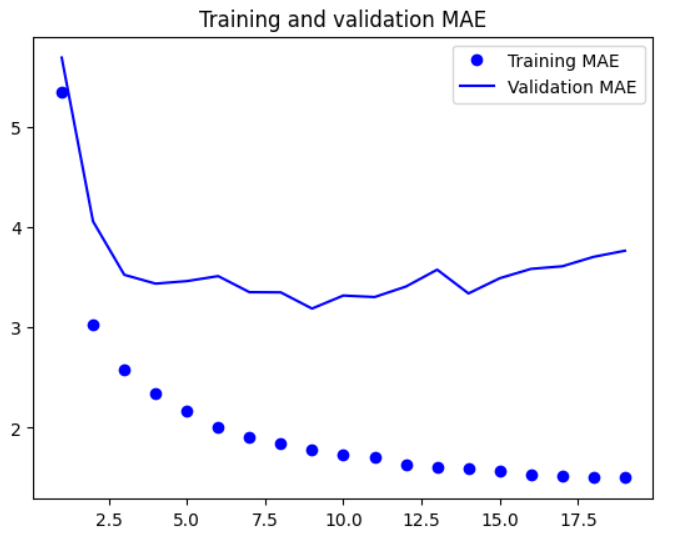 Training and validation MAE
Training MAE
Validation MAE
5
4
3
2
2.5 5.0 7.5 10.0 12.5 15.0 17.5